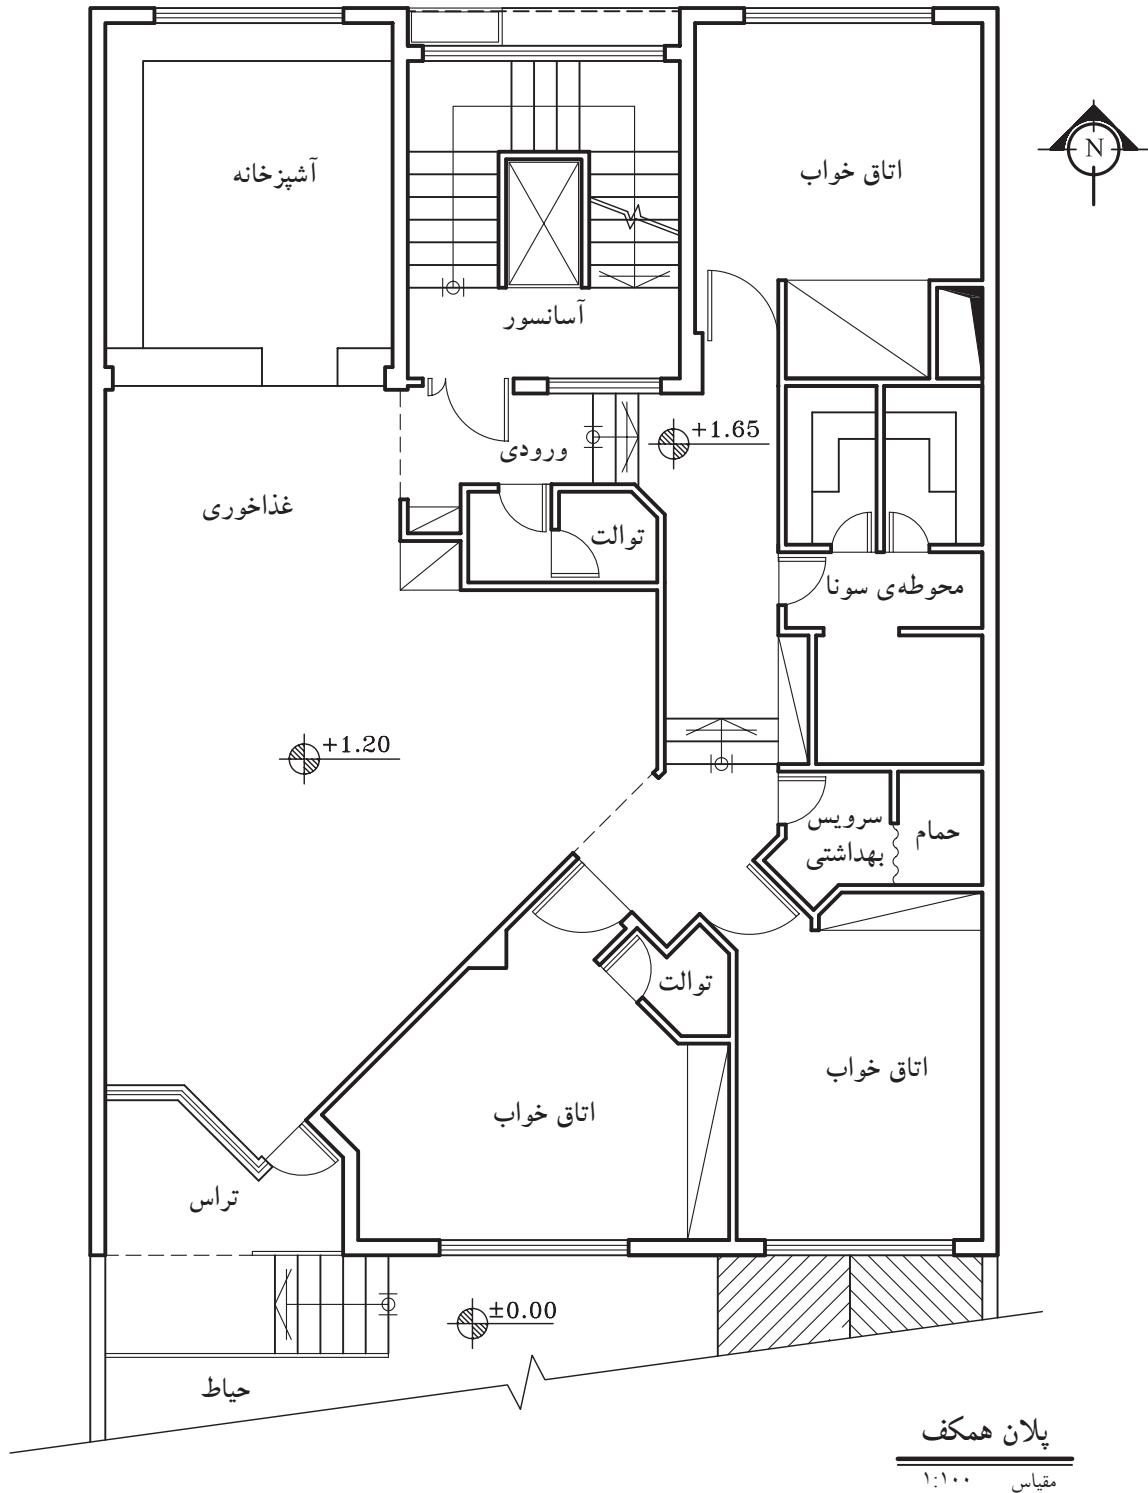 N
آشپزخانه
اتاق خواب
آسانسور
+1.65
ورودی
غذاخوری
توالت
محوطه‌ی سونا
+1.20
سرویس
بهداشتی
حمام
توالت
اتاق خواب
اتاق خواب
تراس
±0.00
حیاط
پلان همکف
مقیاس ۱:۱۰۰